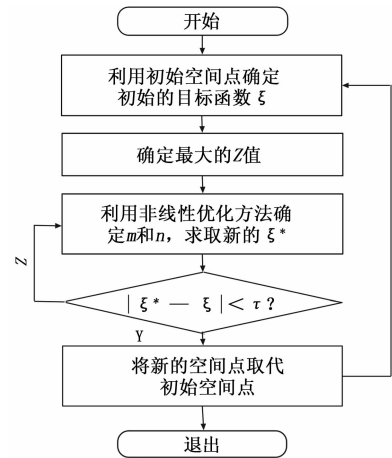 开始
利用初始空间点确定
初始的目标函数 ξ
确定最大的Z值
利用非线性优化方法确
定m和n，求取新的 ξ*
Z
| ξ* — ξ | < τ ?
Y
将新的空间点取代
初始空间点
退出